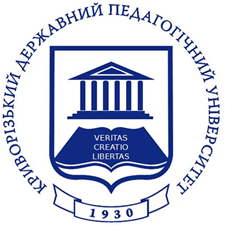 КРИВОРІЗЬКИЙ ДЕРЖАВНИЙ ПЕДАГОГІЧНИЙ УНІВЕРСИТЕТ
VERITAS
CREATIO
LIBERTAS
1930